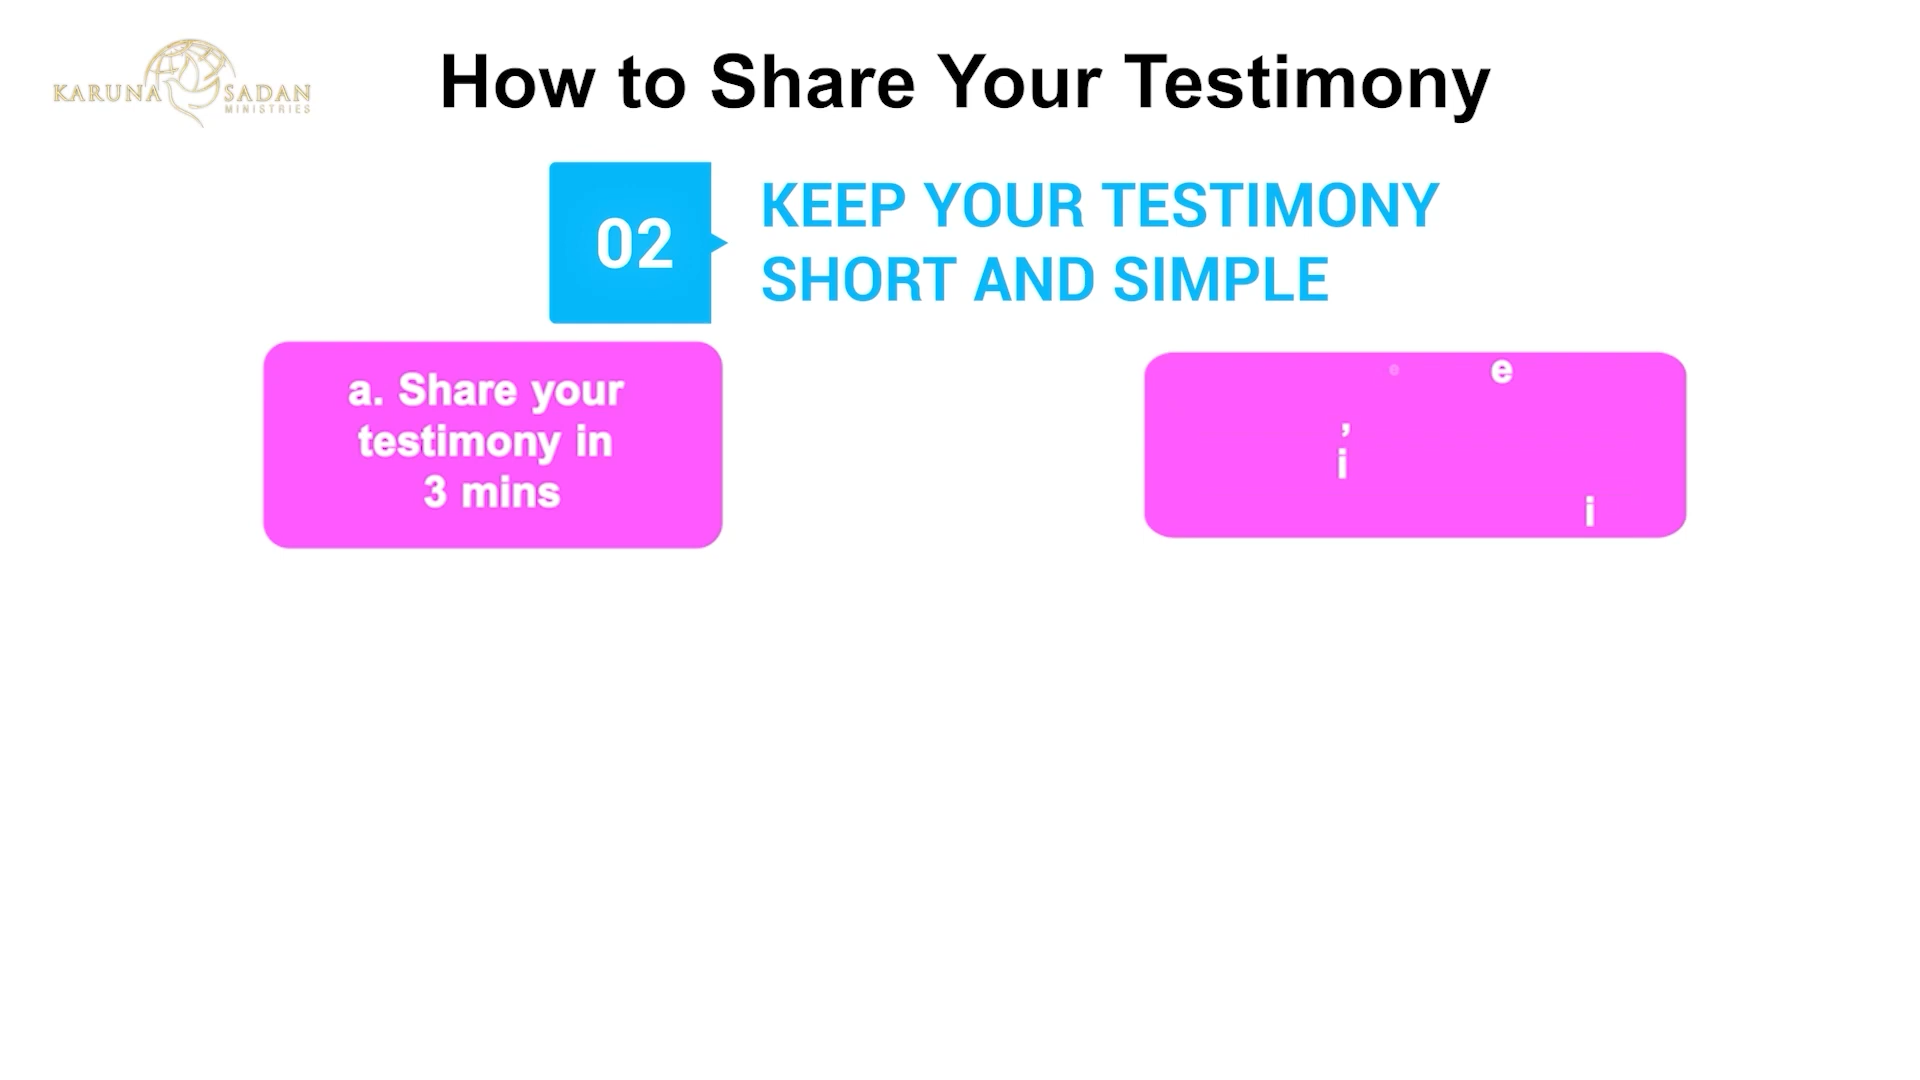 KARUNA SADAN
MINISTRIES
How to Share Your Testimony
02
KEEP YOUR TESTIMONY
SHORT AND SIMPLE
a. Share your
testimony in
3 mins
e e
,
i
i